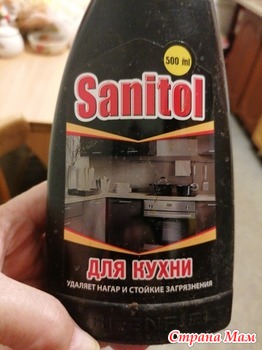 500 ml
Sanitol
ДЛЯ КУХНИ
УДАЛЯЕТ НАГАР И СТОЙКИЕ ЗАГРЯЗНЕНИЯ
Страна Мам